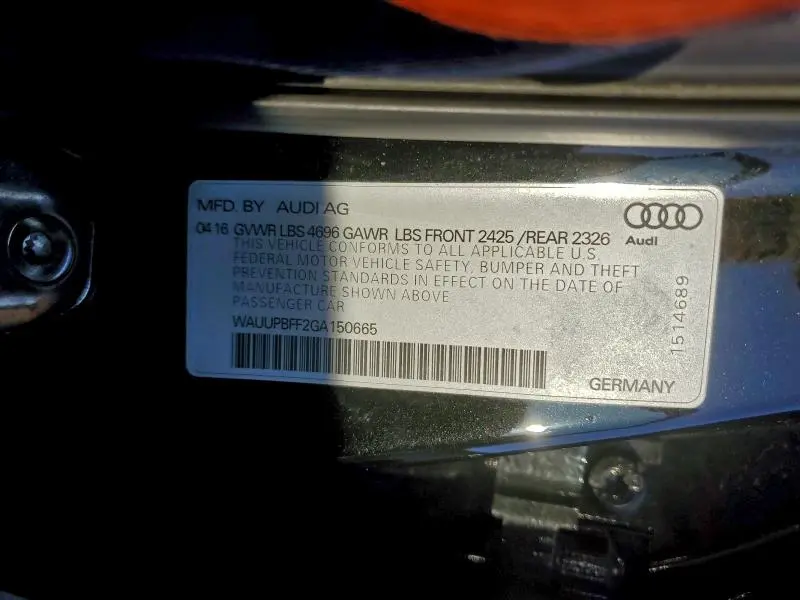 MFD. BY AUDI AG
04 16 GVWR LBS 4696 GAWR LBS FRONT 2425 /REAR 2326
THIS VEHICLE CONFORMS TO ALL APPLICABLE U.S.
FEDERAL MOTOR VEHICLE SAFETY, BUMPER AND THEFT
PREVENTION STANDARDS IN EFFECT ON THE DATE OF
MANUFACTURE SHOWN ABOVE
PASSENGER CAR
WAUUPBFF2GA150665
GERMANY
Audi
1514689